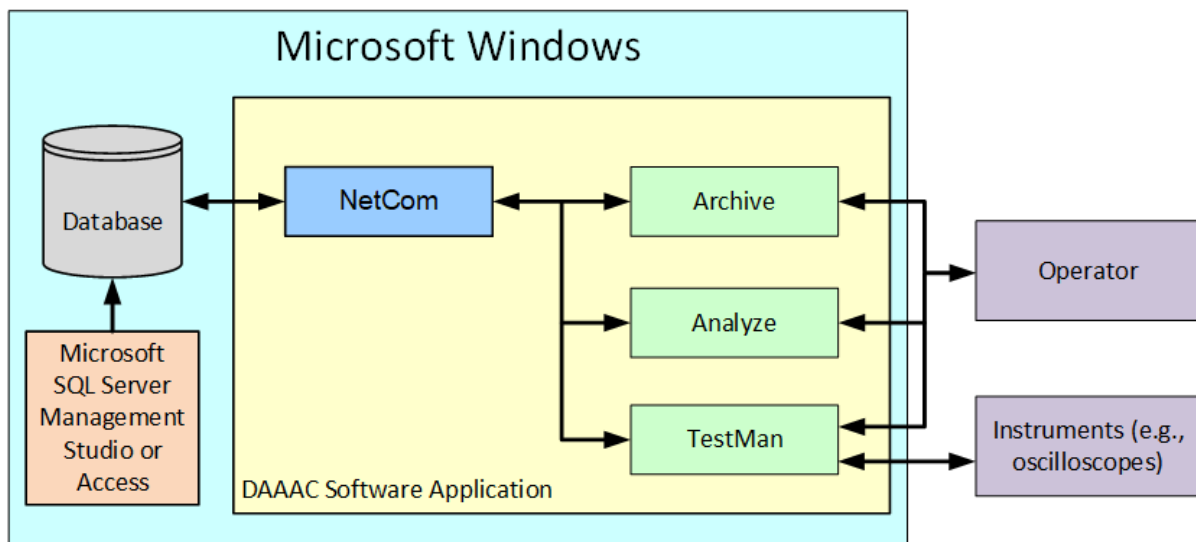 Microsoft Windows
Database
NetCom
Archive
Analyze
TestMan
Operator
Instruments (e.g.,
oscilloscopes)
Microsoft
SQL Server
Management
Studio or
Access
DAAAC Software Application